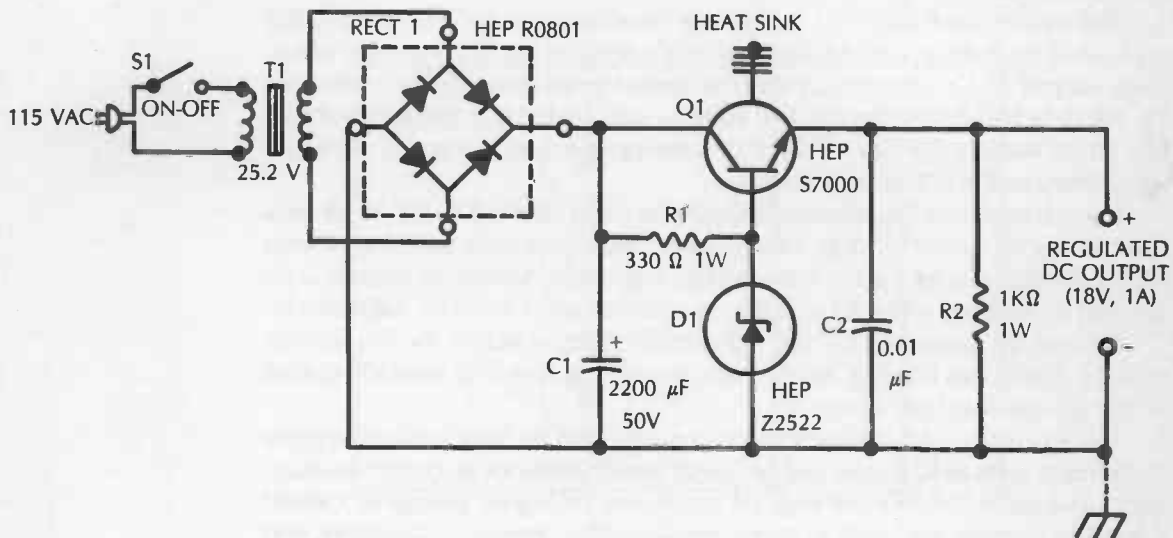 RECT 1
HEP R0801
HEAT SINK
S1
T1
115 VAC
ON-OFF
25.2 V
Q1
HEP
S7000
R1
330 Ω 1W
+
REGULATED
DC OUTPUT
(18V, 1A)
-
D1
C2
0.01
μF
R2
1KΩ
1W
C1
+
2200 μF
50V
HEP
Z2522